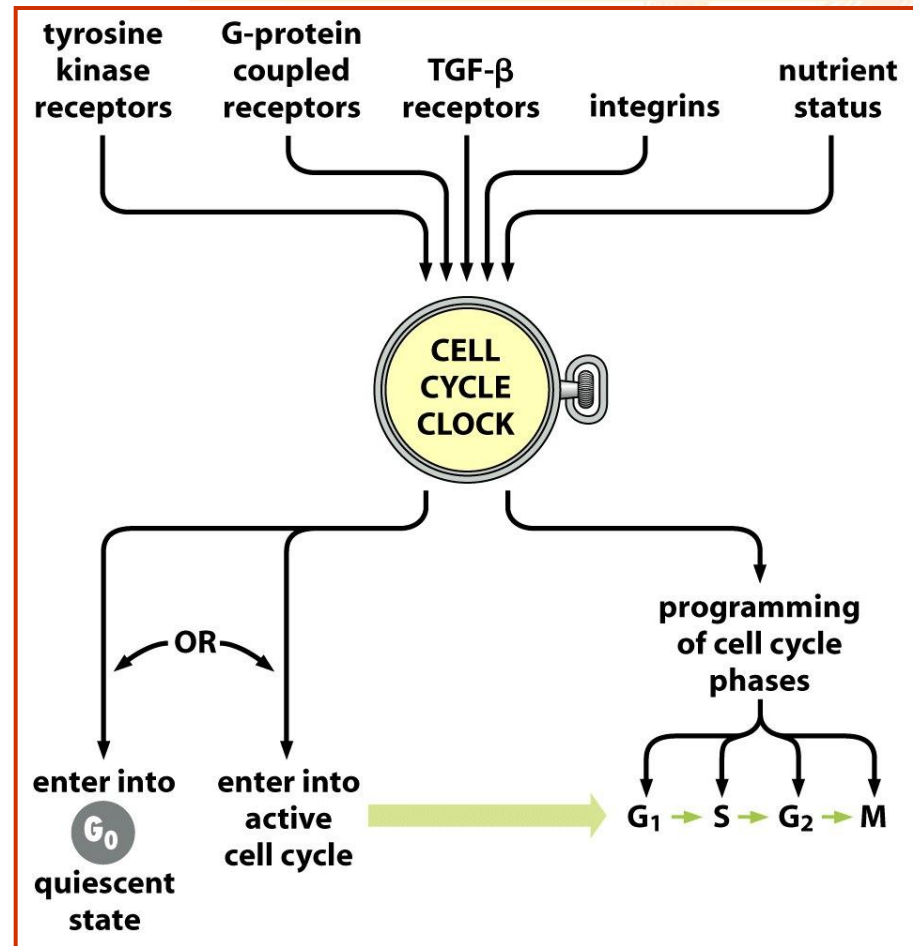 tyrosine
kinase
receptors
G-protein
coupled
receptors
TGF-β
receptors
integrins
nutrient
status
CELL
CYCLE
CLOCK
OR
programming
of cell cycle
phases
enter into
G₀
quiescent
state
enter into
active
cell cycle
G₁ → S → G₂ → M